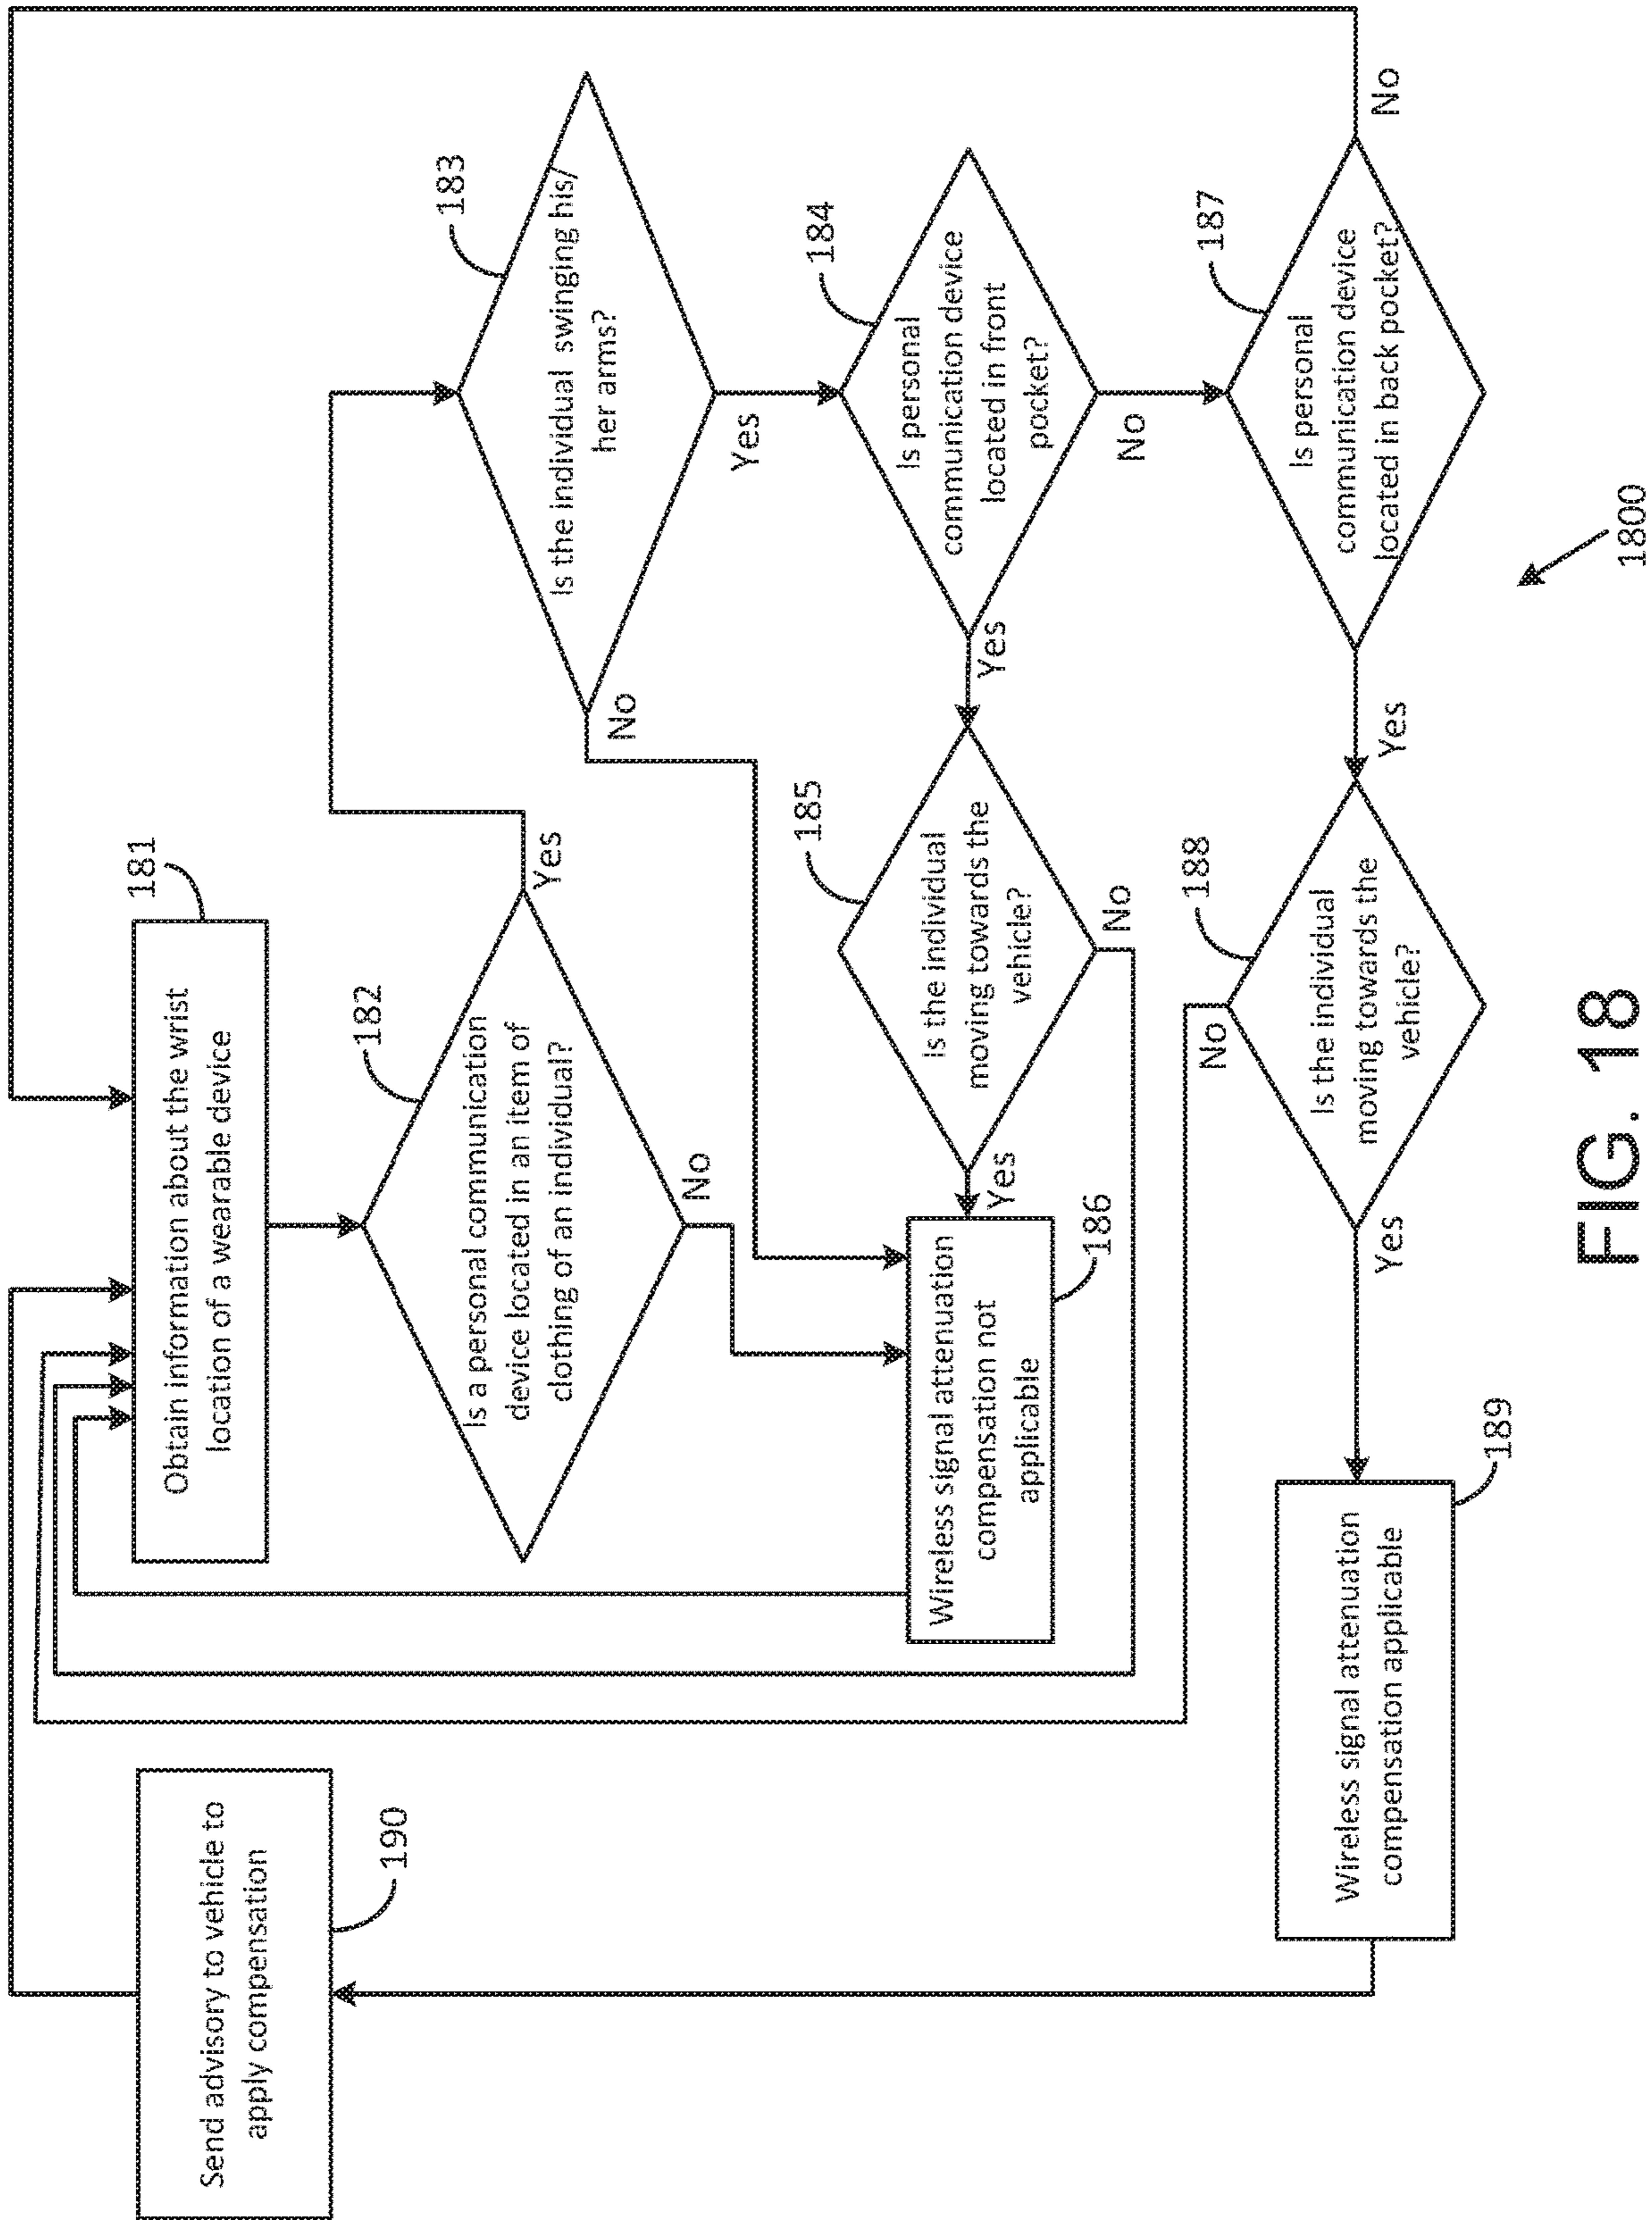 Send advisory to vehicle to
apply compensation
190
Obtain information about the wrist
location of a wearable device
181
Is a personal communication
device located in an item of
clothing of an individual?
182
Yes
No
Is the individual swinging his/
her arms?
183
No
Yes
Is personal
communication device
located in front
pocket?
184
Yes
No
Is the individual
moving towards the
vehicle?
185
Yes
No
Wireless signal attenuation
compensation not
applicable
186
Is personal
communication device
located in back pocket?
187
No
Yes
Is the individual
moving towards the
vehicle?
188
No
Yes
Wireless signal attenuation
compensation applicable
189
1800
FIG. 18